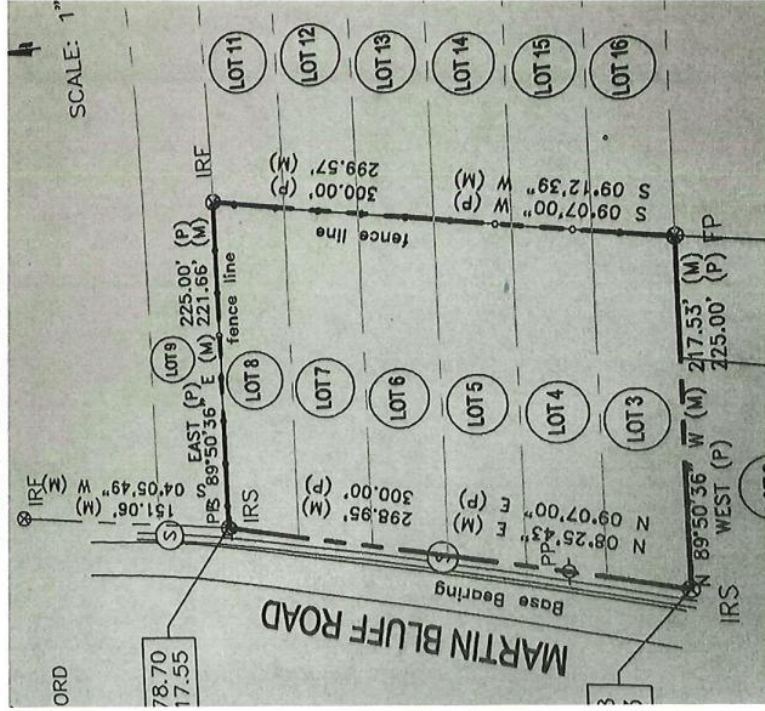 SCALE: 1"
ORD
78.70
17.55
IRF
151.06' (M)
S 04°05'49" W (M)
LOT 9
EAST (P) 225.00' (P)
S 89°50'36" E (M) 221.66' (M)
fence line
IRF
PP
IRS
LOT 11
LOT 12
LOT 13
LOT 14
LOT 15
LOT 16
LOT 8
LOT 7
LOT 6
LOT 5
LOT 4
LOT 3
300.00' (P)
299.57' (M)
fence line
S 09°07'00" W (P)
S 09°12'39" W (M)
298.95' (M)
300.00' (P)
N 08°25'43" E (M)
N 09°07'00" E (P)
S
S
PP
Base Bearing
MARTIN BLUFF ROAD
FP
N 89°50'36" W (M) 217.53' (M)
WEST (P) 225.00' (P)
IRS